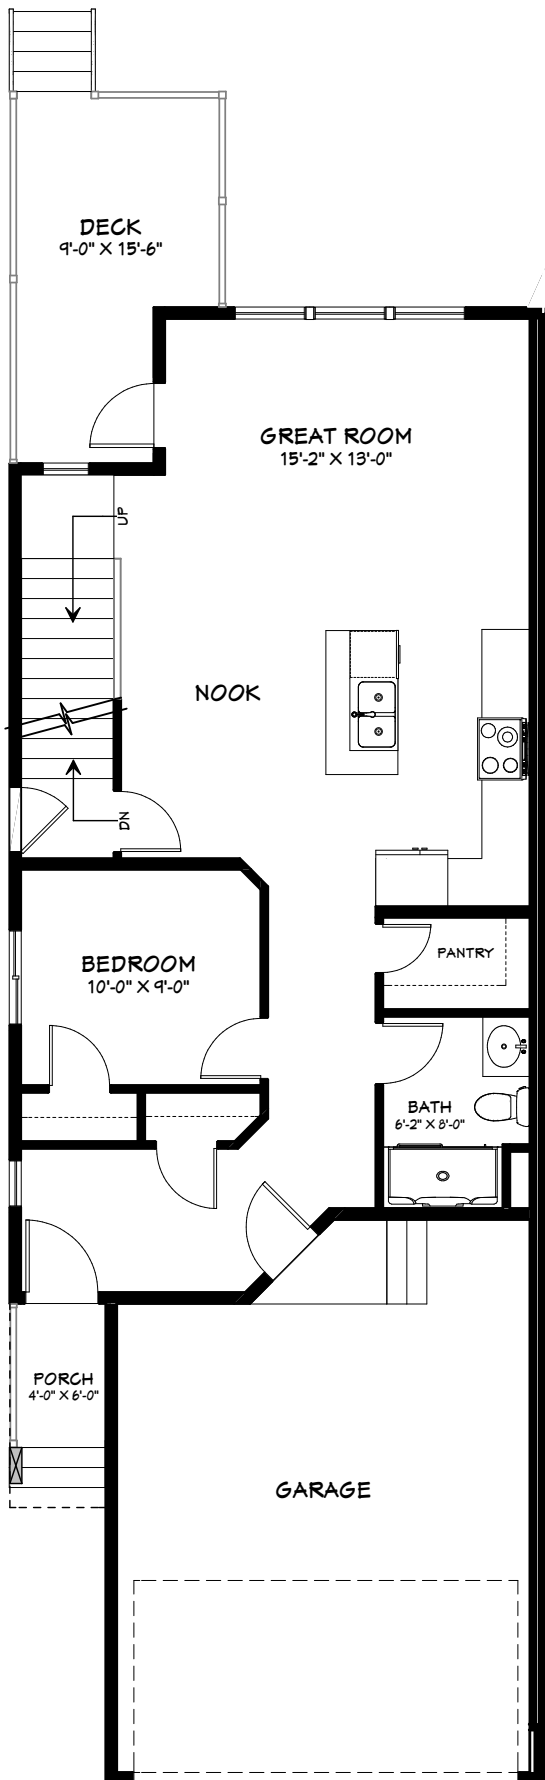 DECK
9'-0" X 15'-6"
GREAT ROOM
15'-2" X 13'-0"
UP
NOOK
DN
PANTRY
BEDROOM
10'-0" X 9'-0"
BATH
6'-2" X 8'-0"
PORCH
4'-0" X 6'-0"
GARAGE